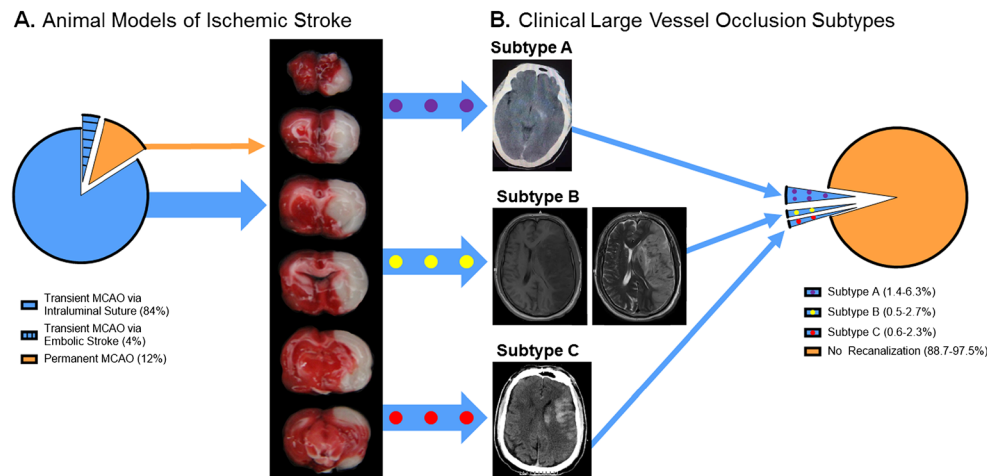 A. Animal Models of Ischemic Stroke
Transient MCAO via
Intraluminal Suture (84%)
Transient MCAO via
Embolic Stroke (4%)
Permanent MCAO (12%)
B. Clinical Large Vessel Occlusion Subtypes
Subtype A
Subtype B
Subtype C
Subtype A (1.4-6.3%)
Subtype B (0.5-2.7%)
Subtype C (0.6-2.3%)
No Recanalization (88.7-97.5%)